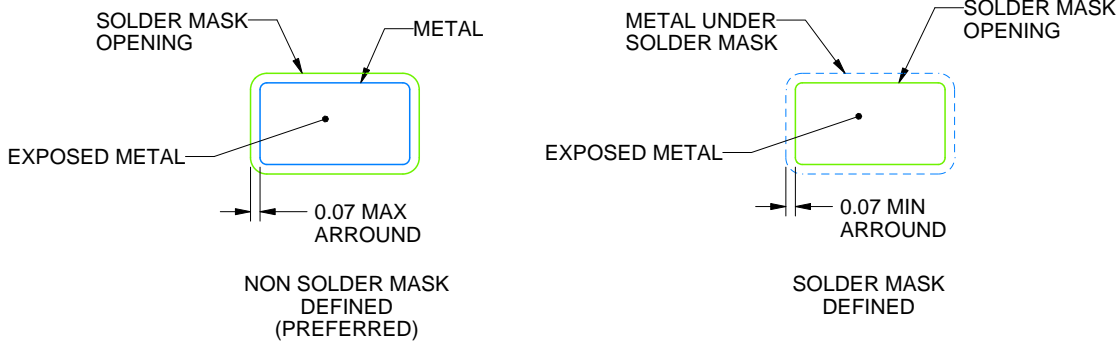 SOLDER MASK
OPENING
METAL
EXPOSED METAL
0.07 MAX
ARROUND
NON SOLDER MASK
DEFINED
(PREFERRED)
METAL UNDER
SOLDER MASK
SOLDER MASK
OPENING
EXPOSED METAL
0.07 MIN
ARROUND
SOLDER MASK
DEFINED